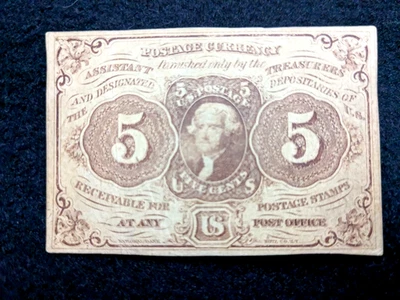 POSTAGE CURRENCY
Furnished only by the
ASSISTANT TREASURERS
AND DESIGNATED DEPOSITARIES OF
THE U.S.
5 U.S. POSTAGE 5
5 5
FIVE CENTS
RECEIVABLE FOR POSTAGE STAMPS
AT ANY US POST OFFICE